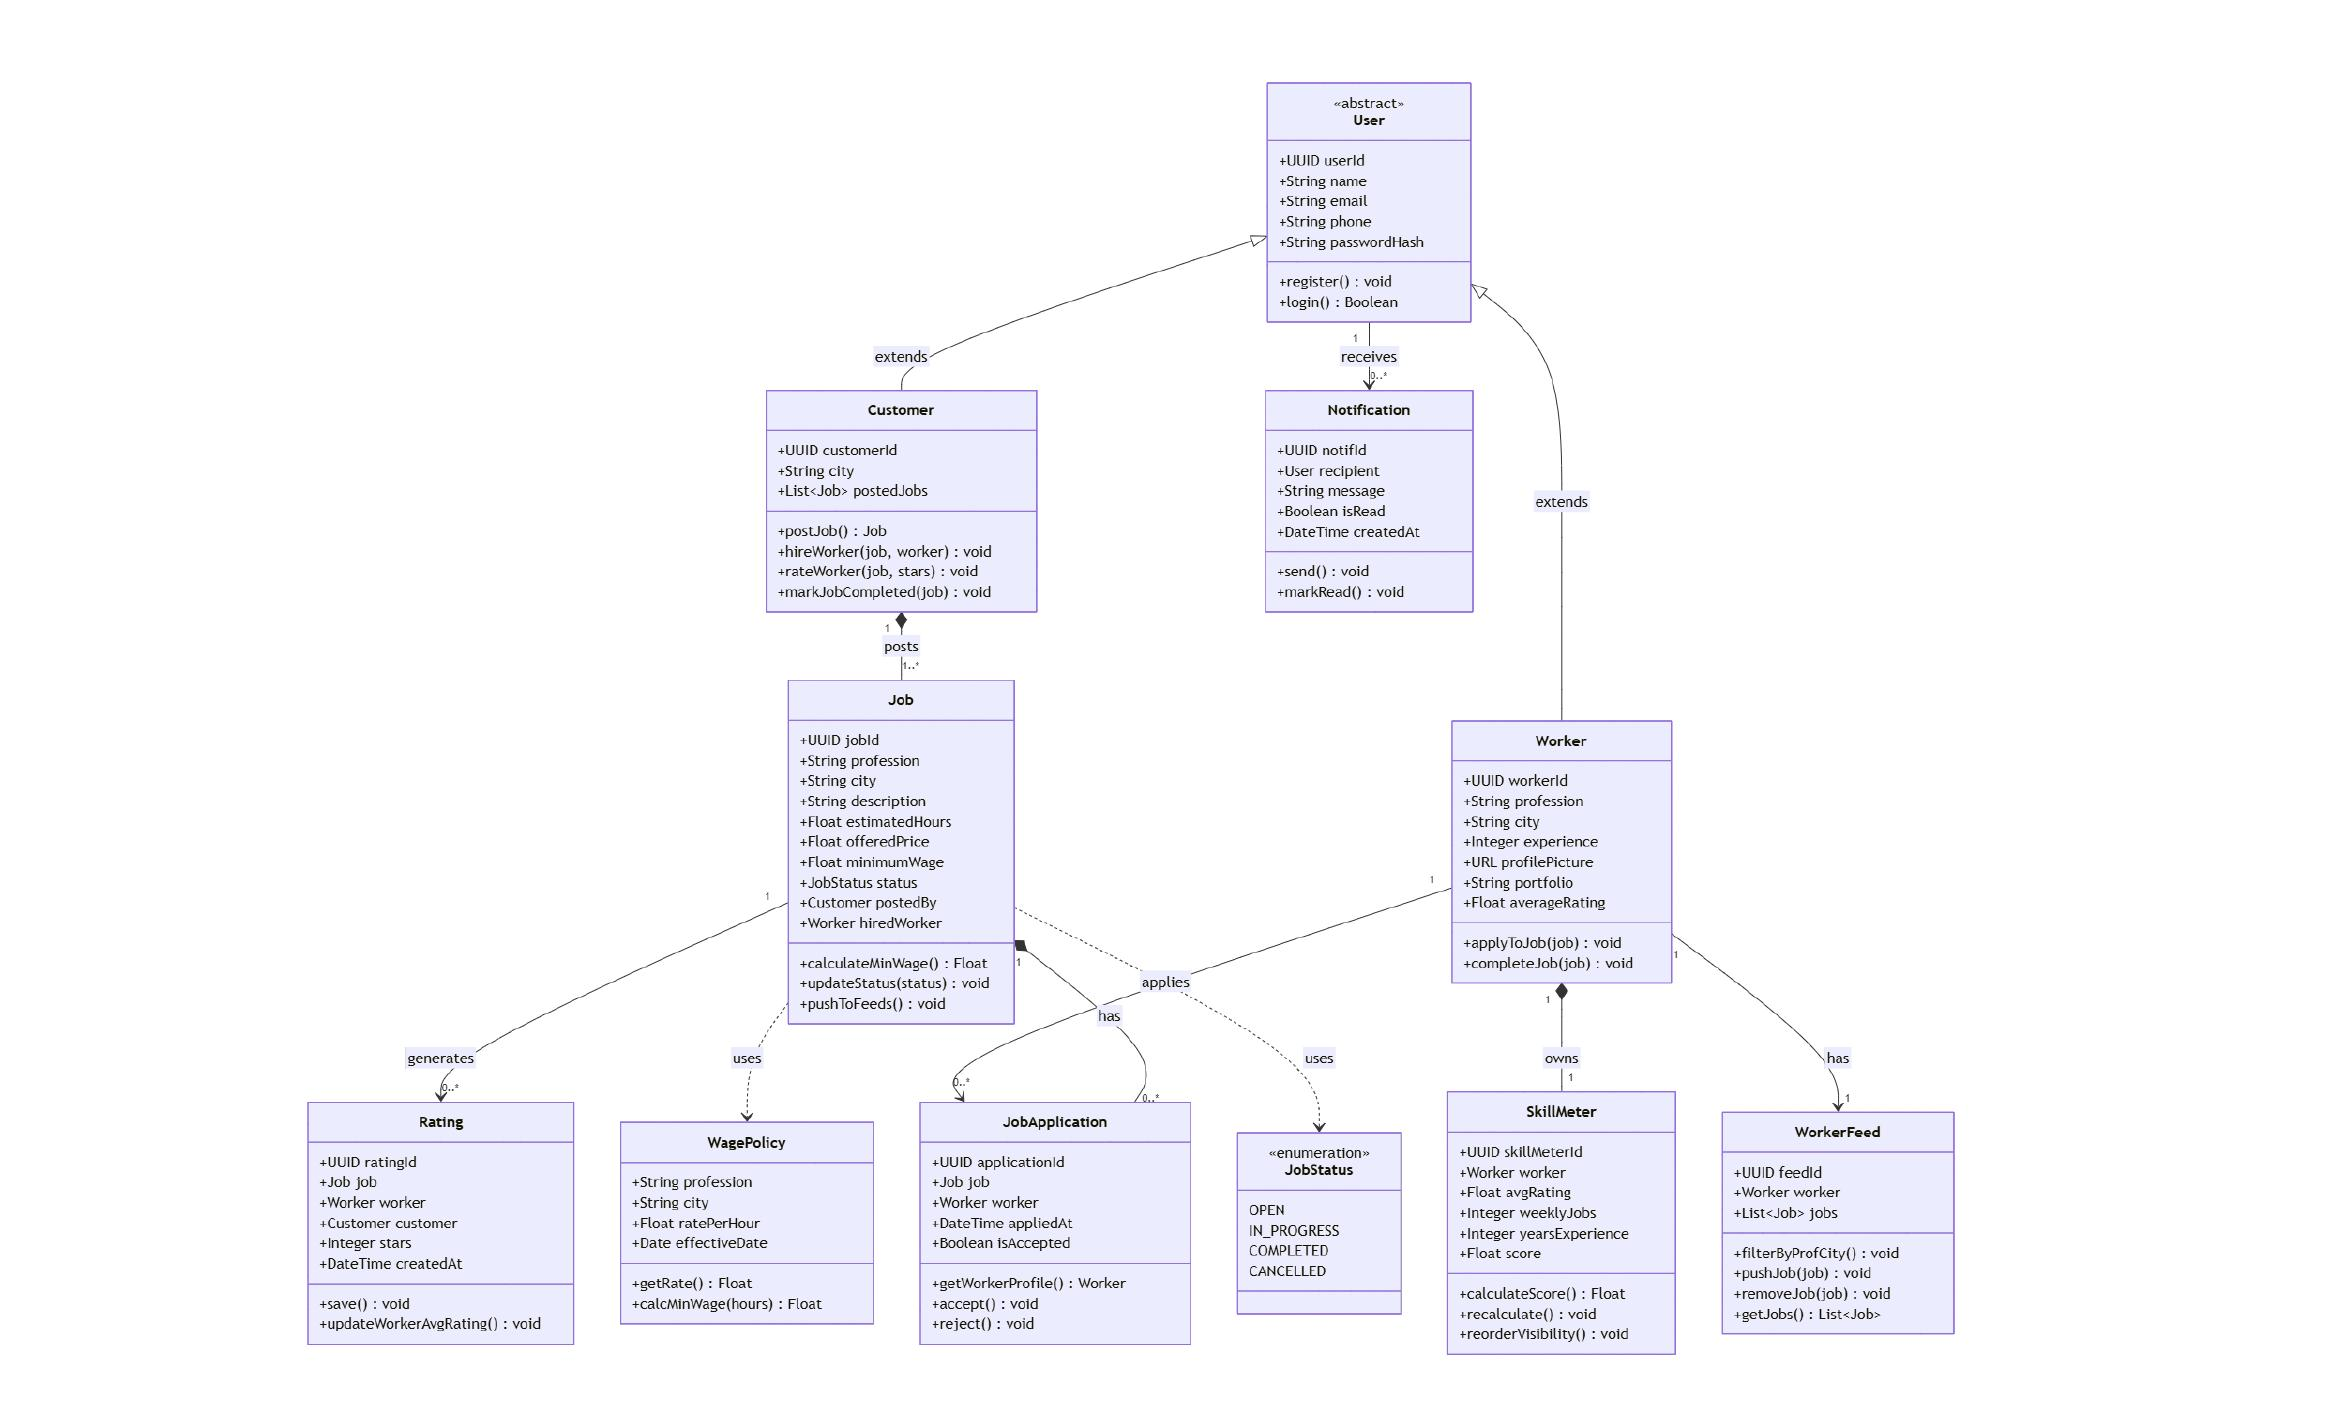 «abstract»
User
+UUID userId
+String name
+String email
+String phone
+String passwordHash
+register() : void
+login() : Boolean
extends
1
receives
0..*
extends
Customer
+UUID customerId
+String city
+List<Job> postedJobs
+postJob() : Job
+hireWorker(job, worker) : void
+rateWorker(job, stars) : void
+markJobCompleted(job) : void
Notification
+UUID notifId
+User recipient
+String message
+Boolean isRead
+DateTime createdAt
+send() : void
+markRead() : void
1
posts
1..*
Job
+UUID jobId
+String profession
+String city
+String description
+Float estimatedHours
+Float offeredPrice
+Float minimumWage
+JobStatus status
+Customer postedBy
+Worker hiredWorker
+calculateMinWage() : Float
+updateStatus(status) : void
+pushToFeeds() : void
Worker
+UUID workerId
+String profession
+String city
+Integer experience
+URL profilePicture
+String portfolio
+Float averageRating
+applyToJob(job) : void
+completeJob(job) : void
1
generates
0..*
uses
1
applies
0..*
1
has
0..*
uses
1
owns
1
1
has
1
Rating
+UUID ratingId
+Job job
+Worker worker
+Customer customer
+Integer stars
+DateTime createdAt
+save() : void
+updateWorkerAvgRating() : void
WagePolicy
+String profession
+String city
+Float ratePerHour
+Date effectiveDate
+getRate() : Float
+calcMinWage(hours) : Float
JobApplication
+UUID applicationId
+Job job
+Worker worker
+DateTime appliedAt
+Boolean isAccepted
+getWorkerProfile() : Worker
+accept() : void
+reject() : void
«enumeration»
JobStatus
OPEN
IN_PROGRESS
COMPLETED
CANCELLED
SkillMeter
+UUID skillMeterId
+Worker worker
+Float avgRating
+Integer weeklyJobs
+Integer yearsExperience
+Float score
+calculateScore() : Float
+recalculate() : void
+reorderVisibility() : void
WorkerFeed
+UUID feedId
+Worker worker
+List<Job> jobs
+filterByProfCity() : void
+pushJob(job) : void
+removeJob(job) : void
+getJobs() : List<Job>